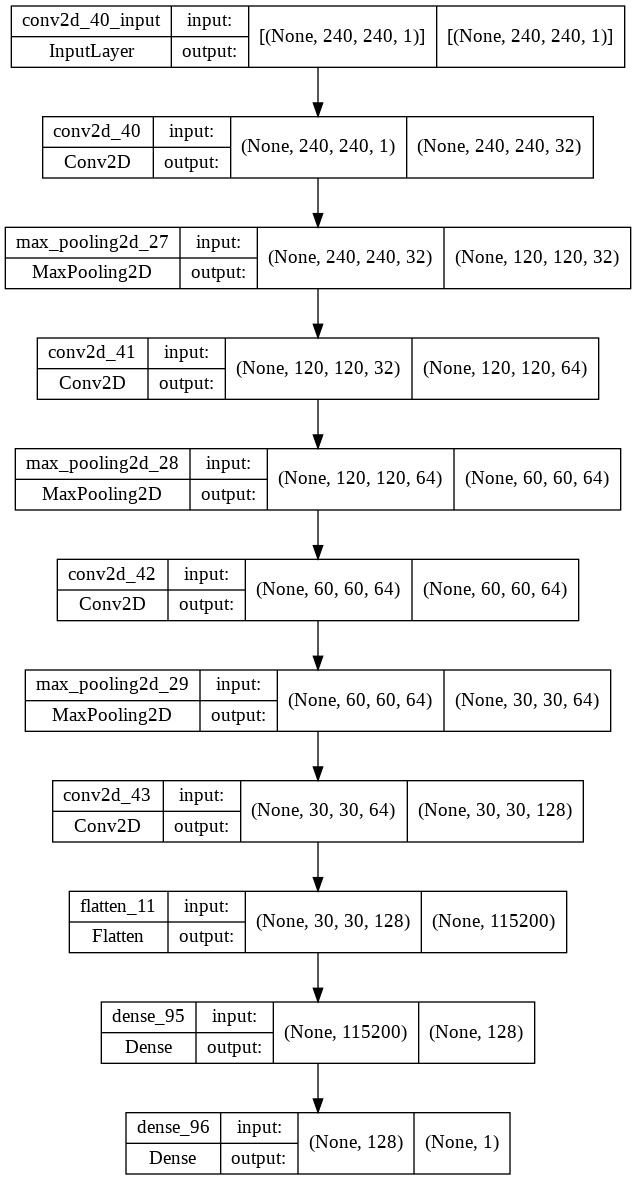 conv2d_40_input input: [(None, 240, 240, 1)] [(None, 240, 240, 1)]
InputLayer output:
conv2d_40 input: (None, 240, 240, 1) (None, 240, 240, 32)
Conv2D output:
max_pooling2d_27 input: (None, 240, 240, 32) (None, 120, 120, 32)
MaxPooling2D output:
conv2d_41 input: (None, 120, 120, 32) (None, 120, 120, 64)
Conv2D output:
max_pooling2d_28 input: (None, 120, 120, 64) (None, 60, 60, 64)
MaxPooling2D output:
conv2d_42 input: (None, 60, 60, 64) (None, 60, 60, 64)
Conv2D output:
max_pooling2d_29 input: (None, 60, 60, 64) (None, 30, 30, 64)
MaxPooling2D output:
conv2d_43 input: (None, 30, 30, 64) (None, 30, 30, 128)
Conv2D output:
flatten_11 input: (None, 30, 30, 128) (None, 115200)
Flatten output:
dense_95 input: (None, 115200) (None, 128)
Dense output:
dense_96 input: (None, 128) (None, 1)
Dense output: